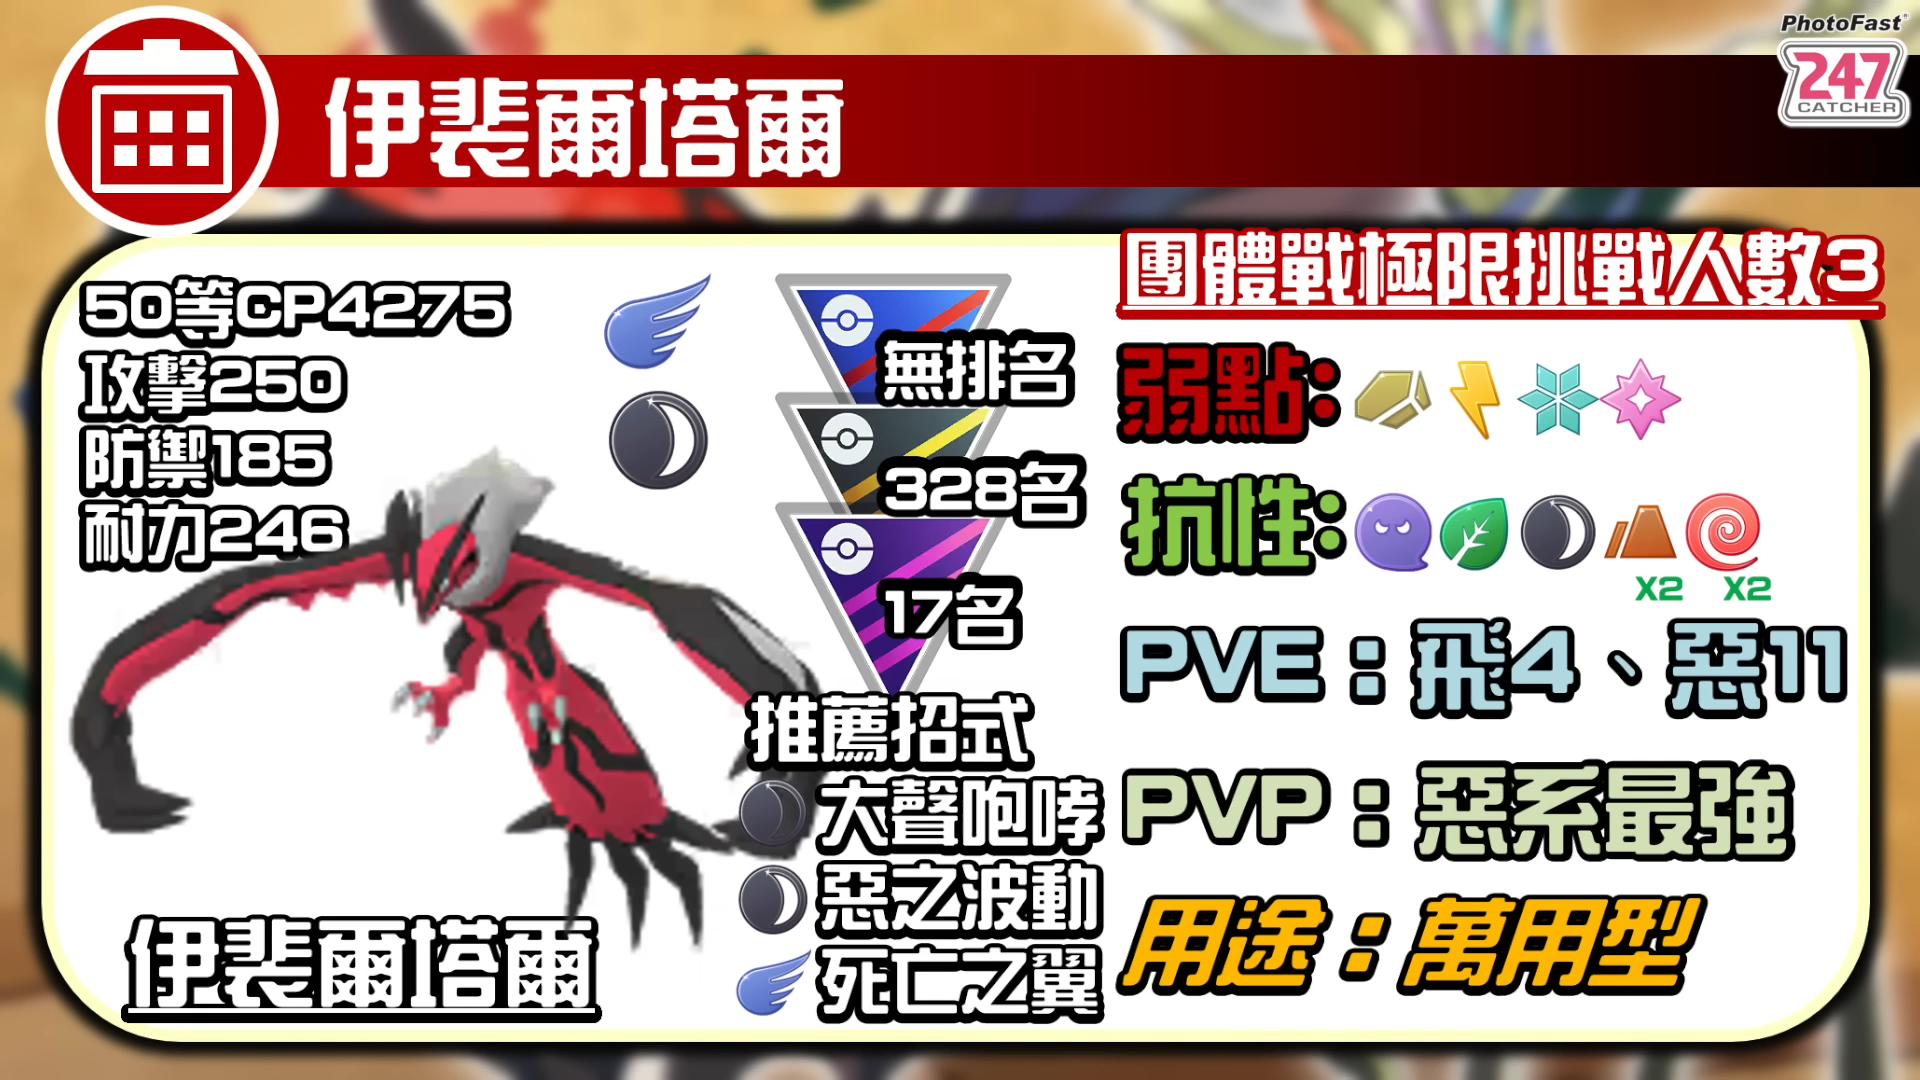 伊裴爾塔爾
PhotoFast
247
CATCHER
50等CP4275
攻擊250
防禦185
耐力246
伊裴爾塔爾
無排名
328名
17名
推薦招式
大聲咆哮
惡之波動
死亡之翼
團體戰極限挑戰人數3
弱點:
抗性:
X2 X2
PVE：飛4、惡11
PVP：惡系最強
用途：萬用型